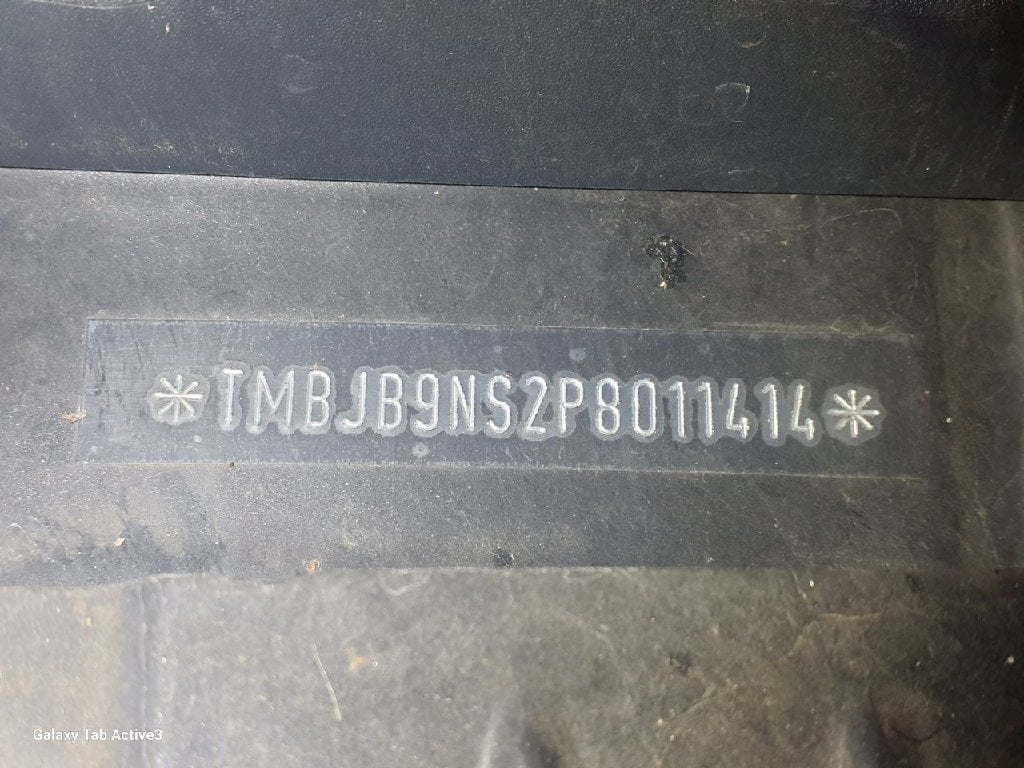 *TMBJB9NS2P8011414*
Galaxy Tab Active3